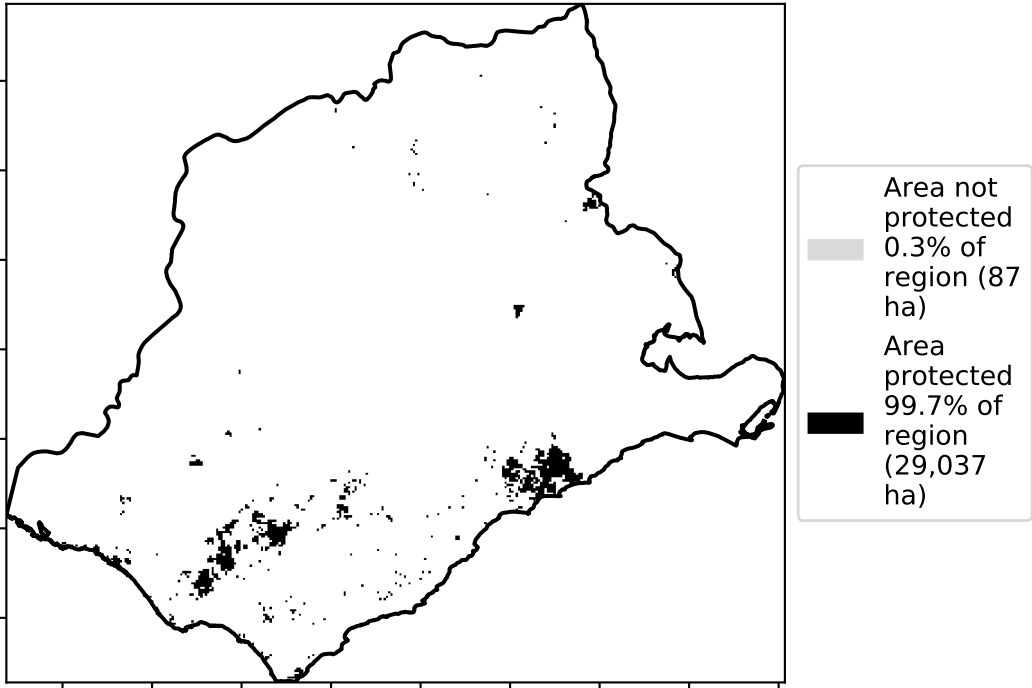 Area not
protected
0.3% of
region (87
ha)
Area
protected
99.7% of
region
(29,037
ha)